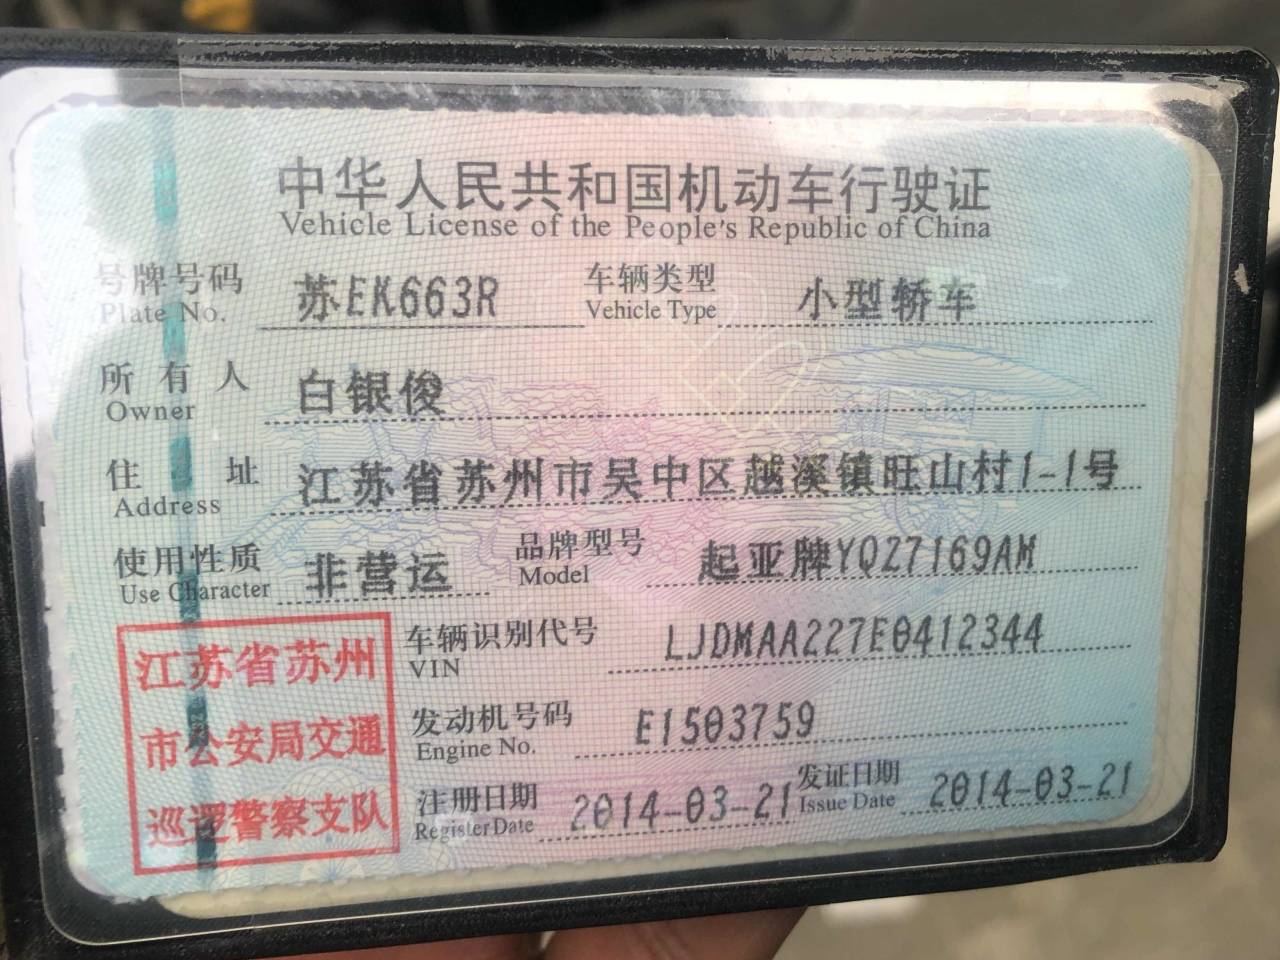 中华人民共和国机动车行驶证
Vehicle License of the People's Republic of China
号牌号码 苏EK663R 车辆类型 小型轿车
Plate No. Vehicle Type
所有人 白银俊
Owner
住址 江苏省苏州市吴中区越溪镇旺山村1-1号
Address
使用性质 非营运 品牌型号 起亚牌YQZ7169AM
Use Character Model
江苏省苏州
市公安局交通
巡逻警察支队
车辆识别代号 LJDMAA227E0412344
VIN
发动机号码 E1503759
Engine No.
注册日期 2014-03-21 发证日期 2014-03-21
Register Date Issue Date